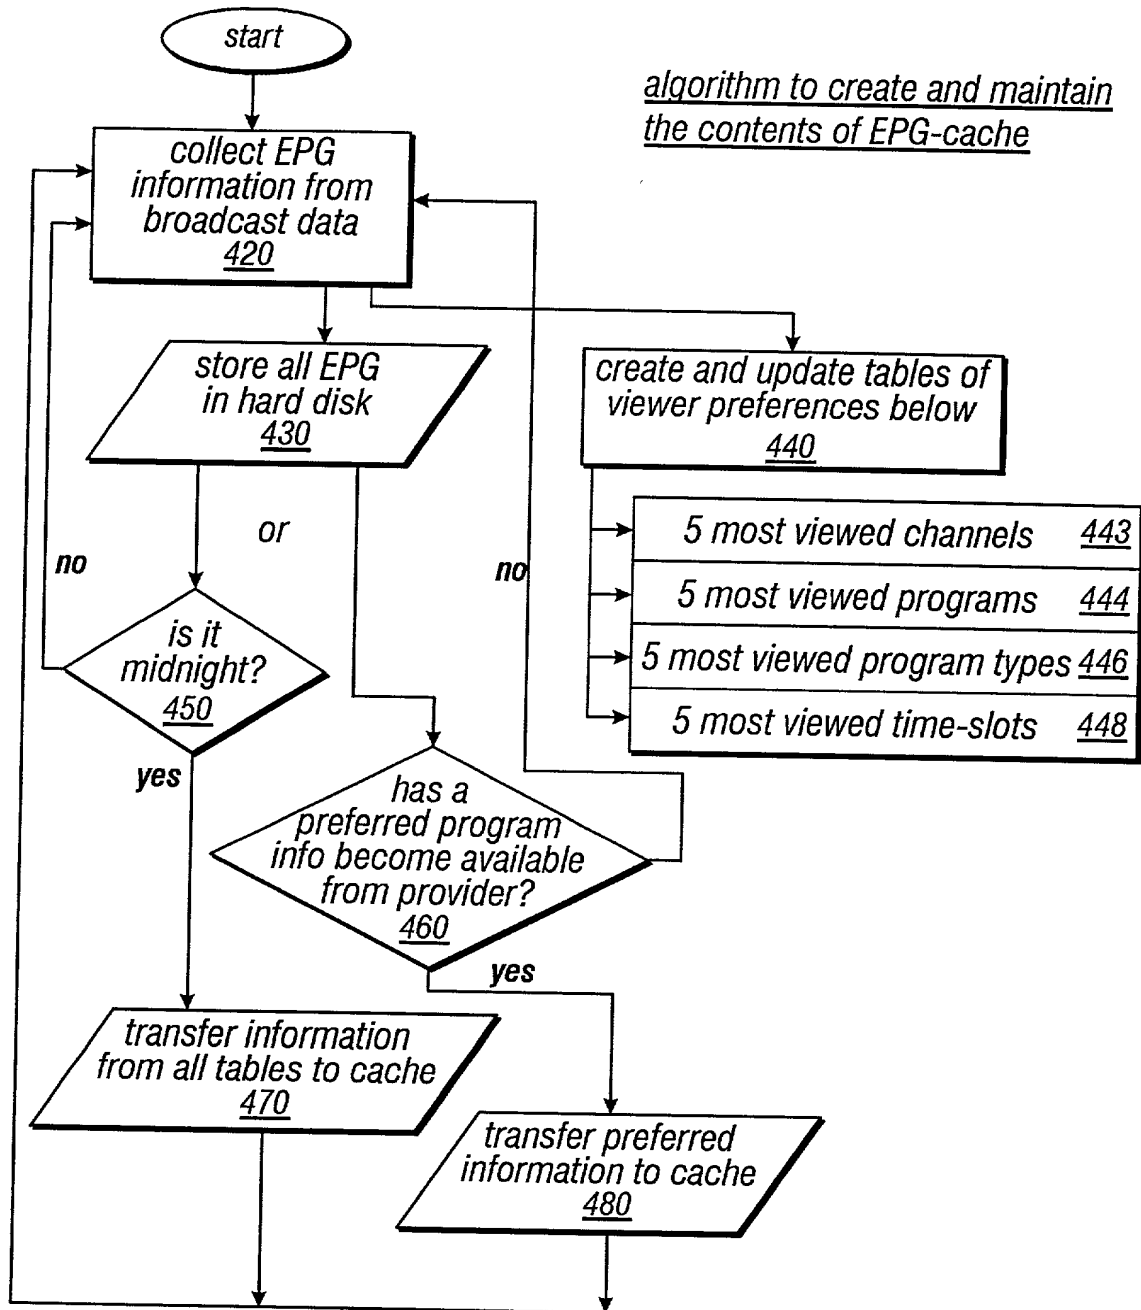 start
algorithm to create and maintain
the contents of EPG-cache
collect EPG
information from
broadcast data
420
store all EPG
in hard disk
430
create and update tables of
viewer preferences below
440
5 most viewed channels 443
5 most viewed programs 444
5 most viewed program types 446
5 most viewed time-slots 448
or
no
no
is it
midnight?
450
yes
has a
preferred program
info become available
from provider?
460
yes
transfer information
from all tables to cache
470
transfer preferred
information to cache
480